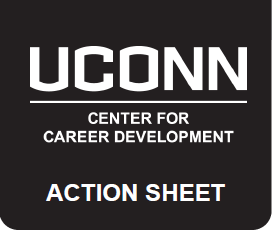 UCONN
CENTER FOR
CAREER DEVELOPMENT
ACTION SHEET